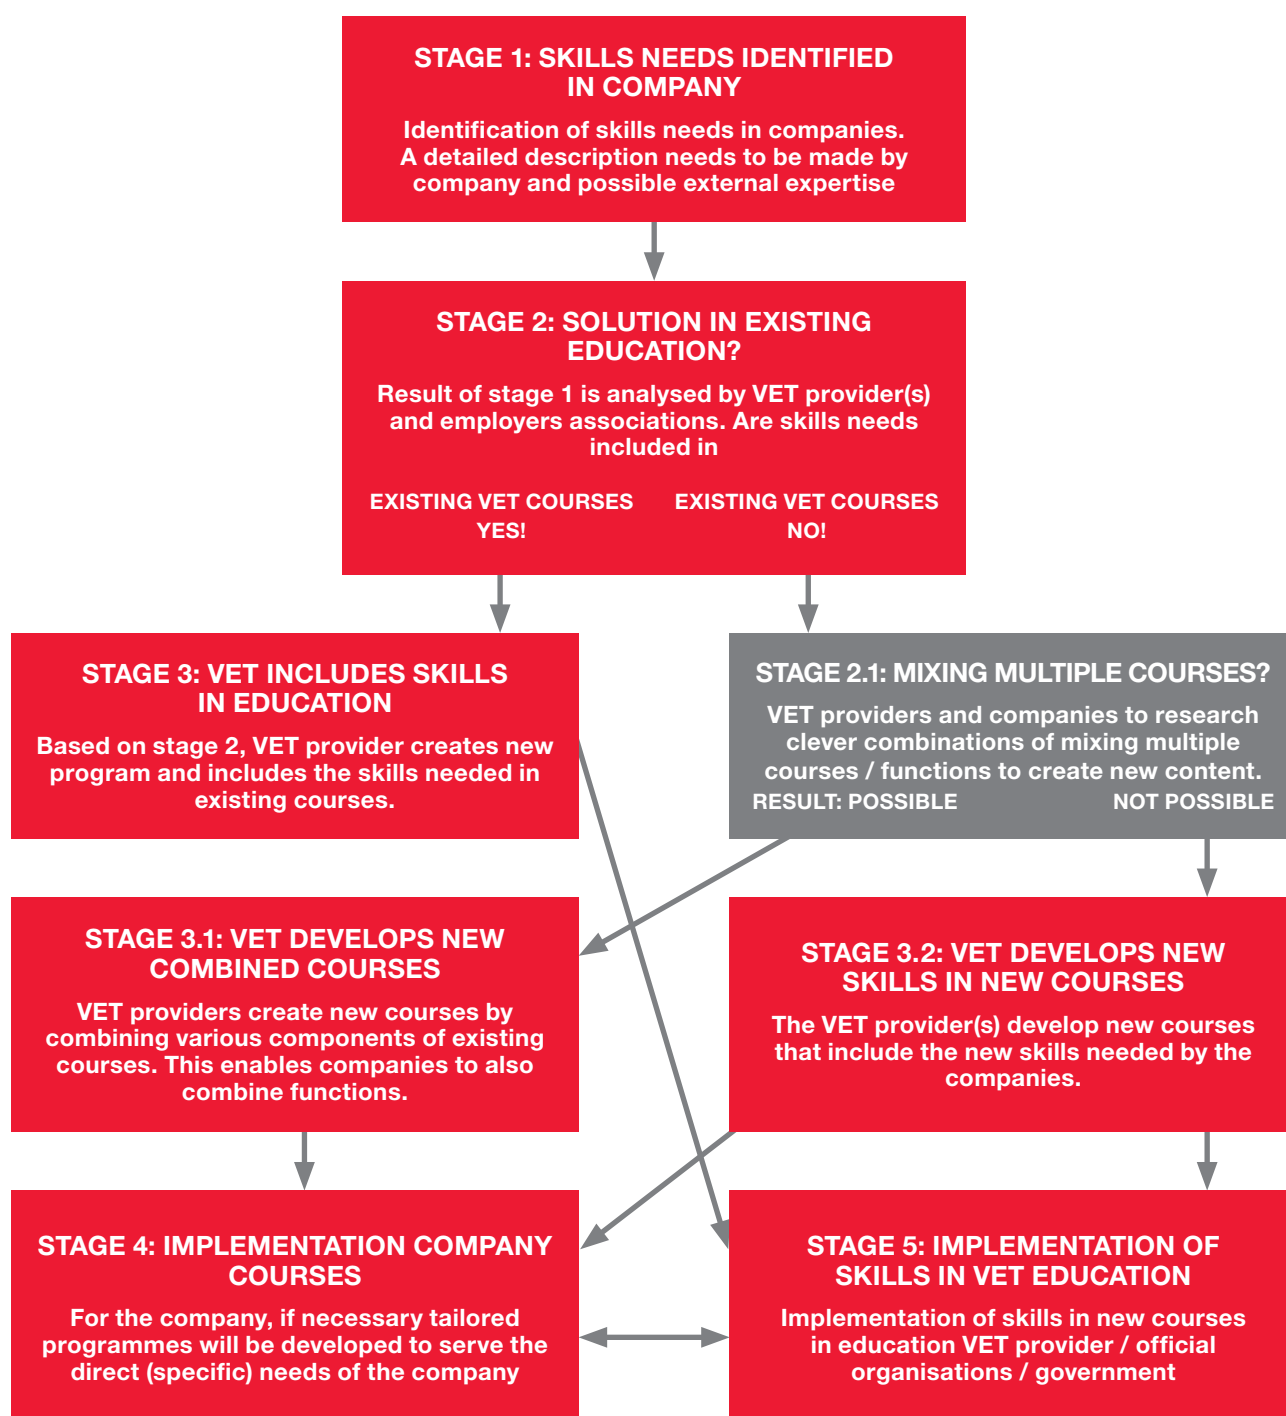 STAGE 1: SKILLS NEEDS IDENTIFIED
IN COMPANY
Identification of skills needs in companies.
A detailed description needs to be made by
company and possible external expertise
STAGE 2: SOLUTION IN EXISTING
EDUCATION?
Result of stage 1 is analysed by VET provider(s)
and employers associations. Are skills needs
included in
EXISTING VET COURSES
YES!
EXISTING VET COURSES
NO!
STAGE 3: VET INCLUDES SKILLS
IN EDUCATION
Based on stage 2, VET provider creates new
program and includes the skills needed in
existing courses.
STAGE 2.1: MIXING MULTIPLE COURSES?
VET providers and companies to research
clever combinations of mixing multiple
courses / functions to create new content.
RESULT: POSSIBLE
NOT POSSIBLE
STAGE 3.1: VET DEVELOPS NEW
COMBINED COURSES
VET providers create new courses by
combining various components of existing
courses. This enables companies to also
combine functions.
STAGE 3.2: VET DEVELOPS NEW
SKILLS IN NEW COURSES
The VET provider(s) develop new courses
that include the new skills needed by the
companies.
STAGE 4: IMPLEMENTATION COMPANY
COURSES
For the company, if necessary tailored
programmes will be developed to serve the
direct (specific) needs of the company
STAGE 5: IMPLEMENTATION OF
SKILLS IN VET EDUCATION
Implementation of skills in new courses
in education VET provider / official
organisations / government